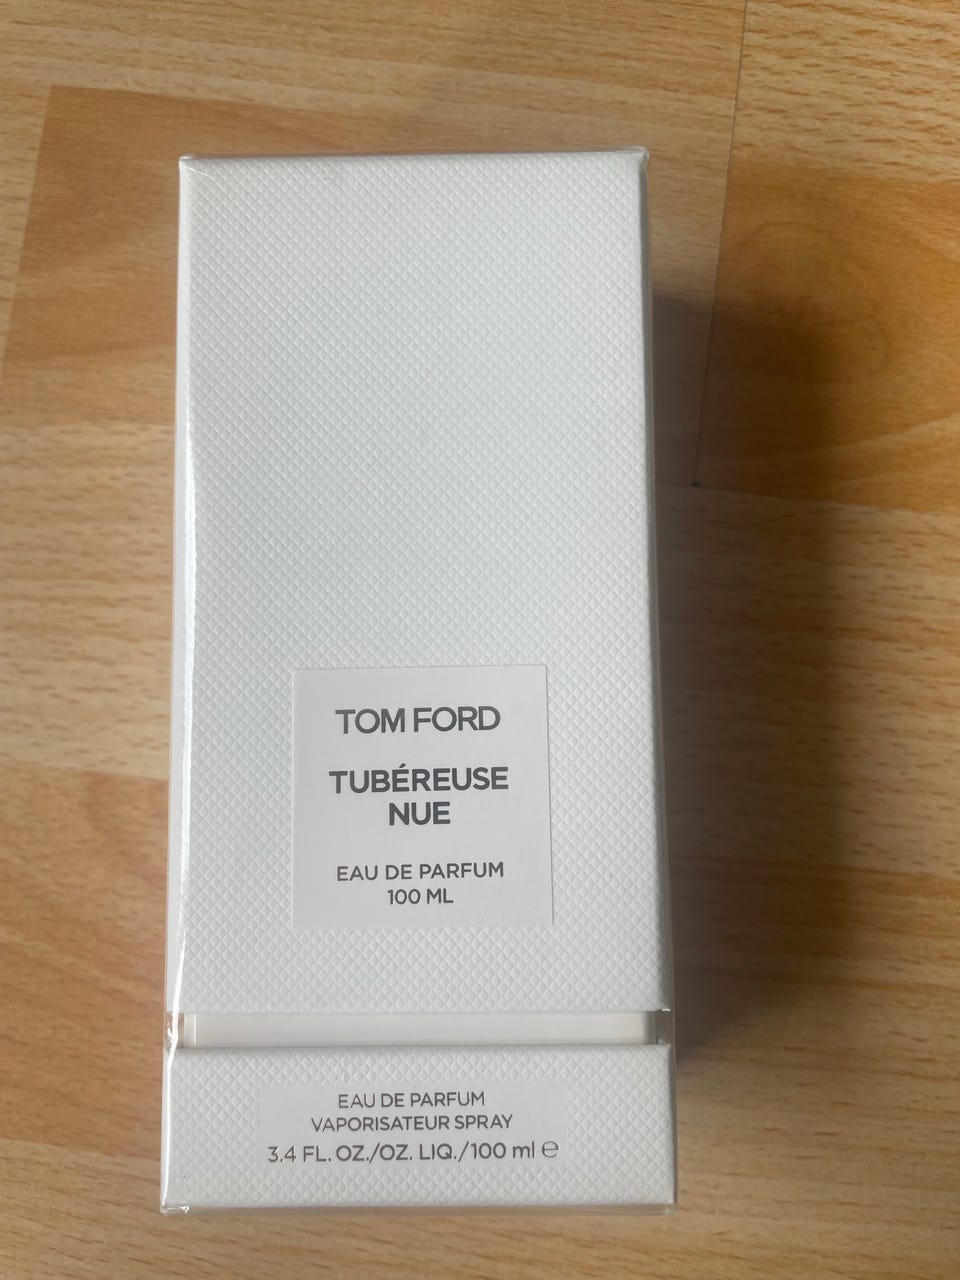 TOM FORD
TUBÉREUSE
NUE
EAU DE PARFUM
100 ML
EAU DE PARFUM
VAPORISATEUR SPRAY
3.4 FL. OZ./OZ. LIQ./100 ml ℮